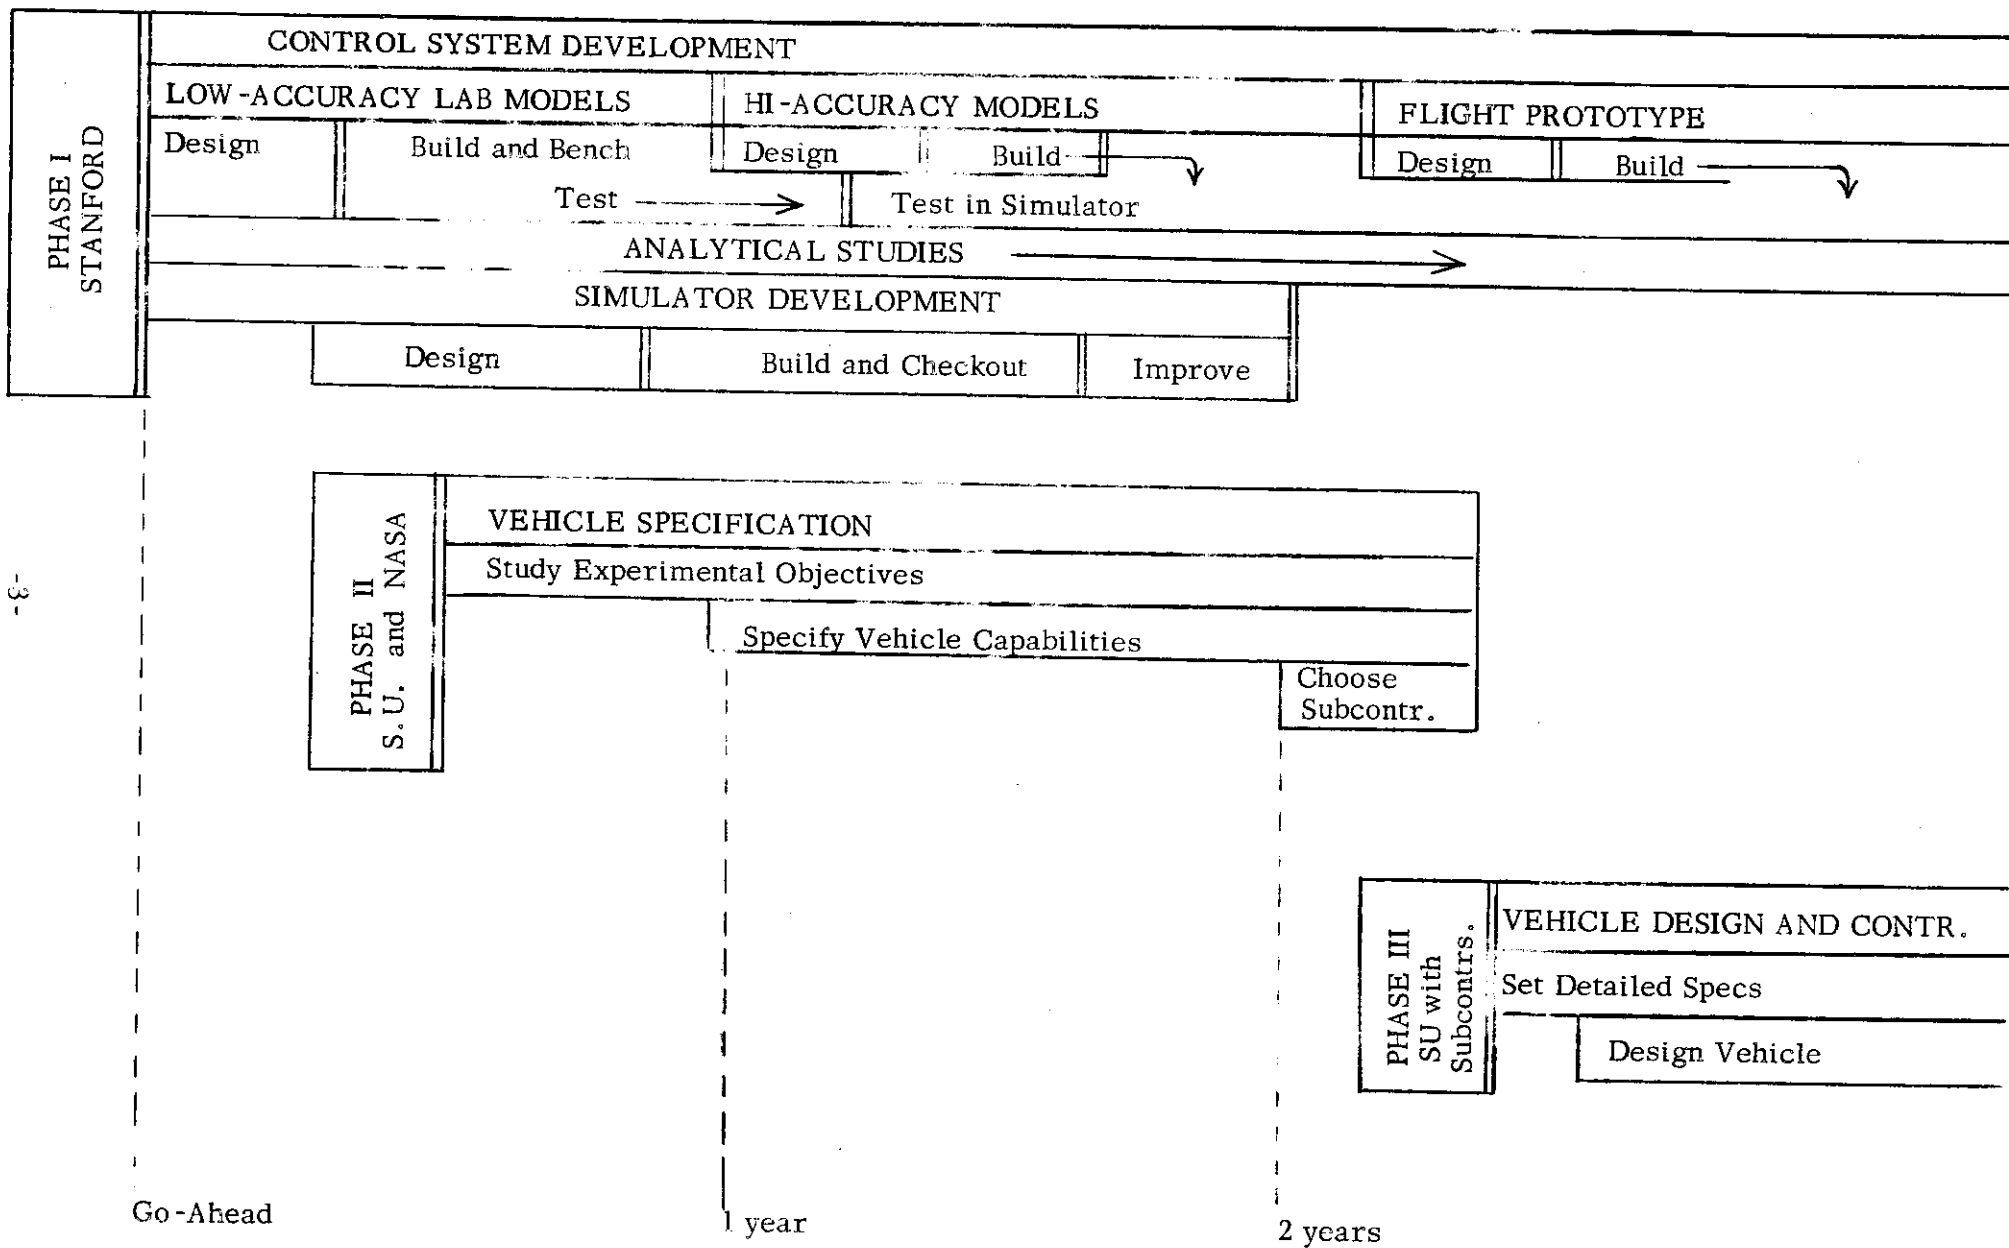 PHASE I
STANFORD
CONTROL SYSTEM DEVELOPMENT
LOW-ACCURACY LAB MODELS
HI-ACCURACY MODELS
FLIGHT PROTOTYPE
Design
Build and Bench
Test
Design
Build
Test in Simulator
Design
Build
ANALYTICAL STUDIES
SIMULATOR DEVELOPMENT
Design
Build and Checkout
Improve
PHASE II
S.U. and NASA
VEHICLE SPECIFICATION
Study Experimental Objectives
Specify Vehicle Capabilities
Choose
Subcontr.
-3-
PHASE III
SU with
Subcontrs.
VEHICLE DESIGN AND CONTR.
Set Detailed Specs
Design Vehicle
Go-Ahead
1 year
2 years